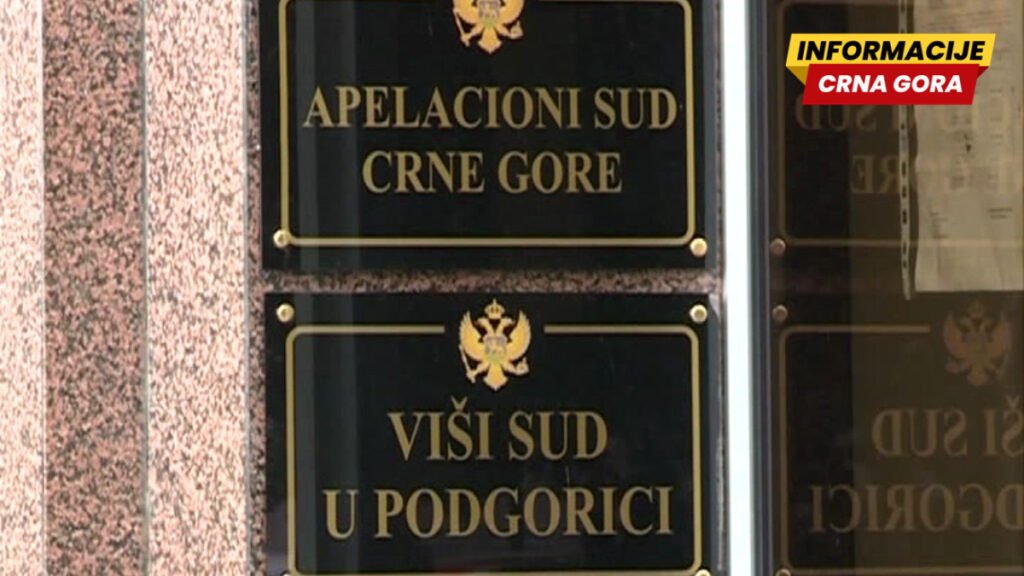 INFORMACIJE
CRNA GORA
APELACIONI SUD
CRNE GORE
VIŠI SUD
U PODGORICI